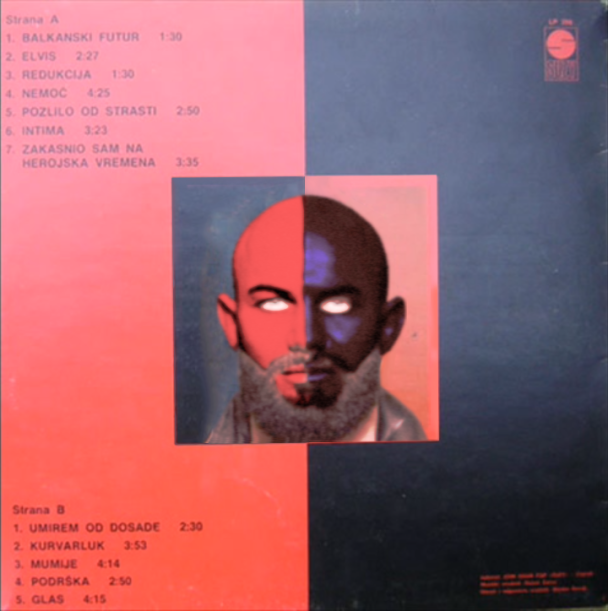 Strana A
1. BALKANSKI FUTUR 1:30
2. ELVIS 2:27
3. REDUKCIJA 1:30
4. NEMOĆ 4:25
5. POZLILO OD STRASTI 2:50
6. INTIMA 3:23
7. ZAKASNIO SAM NA
HEROJSKA VREMENA 3:35
Strana B
1. UMIREM OD DOSADE 2:30
2. KURVARLUK 3:53
3. MUMIJE 4:14
4. PODRŠKA 2:50
5. GLAS 4:15
LP